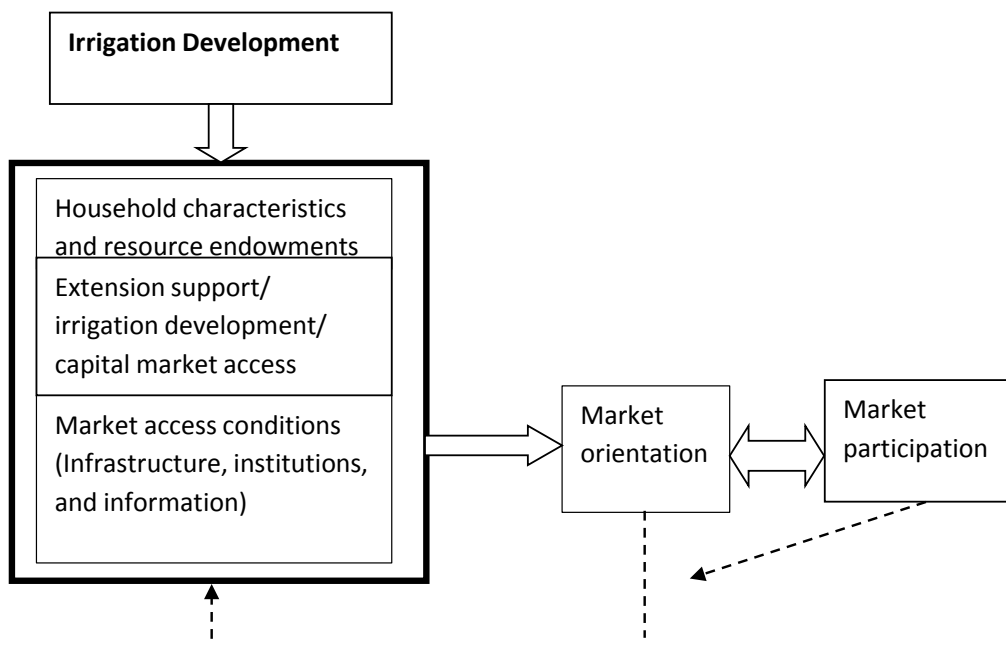 Irrigation Development
Household characteristics
and resource endowments
Extension support/
irrigation development/
capital market access
Market access conditions
(Infrastructure, institutions,
and information)
Market
orientation
Market
participation